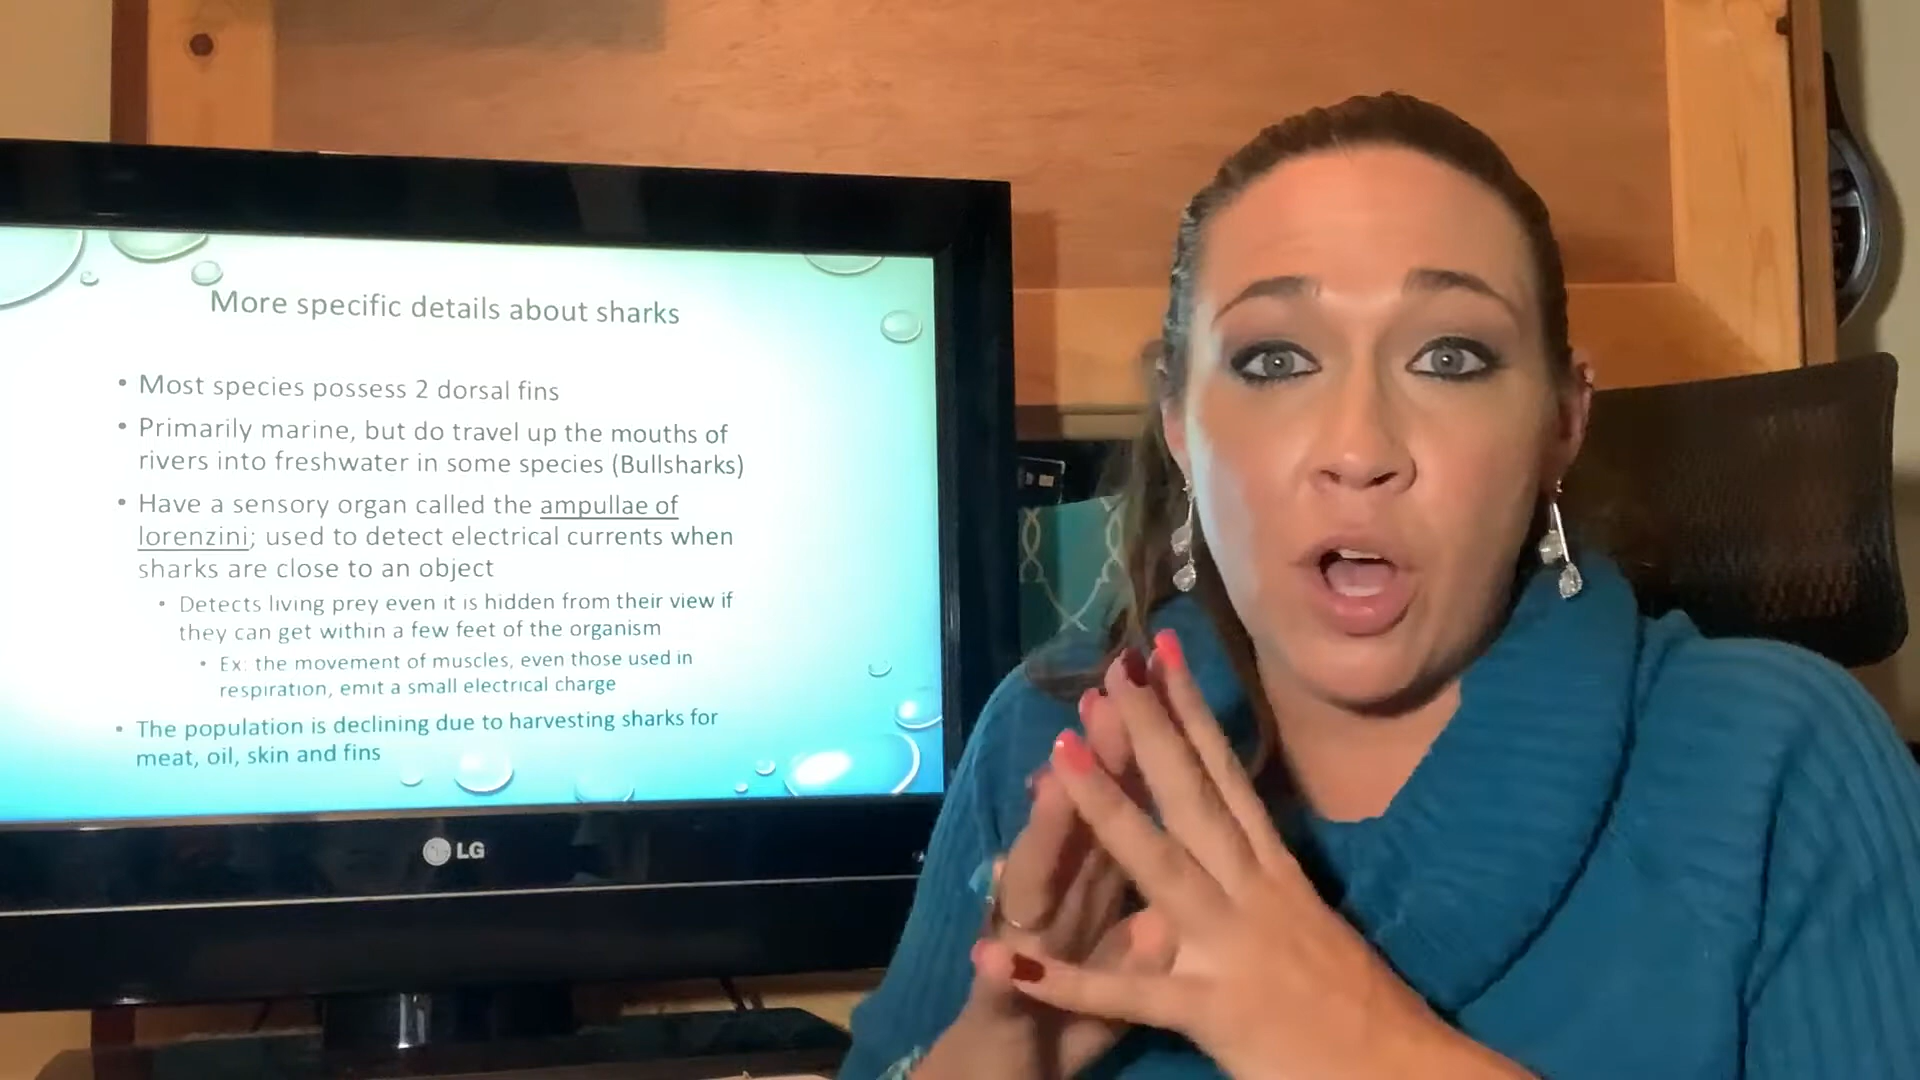 More specific details about sharks
• Most species possess 2 dorsal fins
• Primarily marine, but do travel up the mouths of
rivers into freshwater in some species (Bullsharks)
• Have a sensory organ called the ampullae of
lorenzini; used to detect electrical currents when
sharks are close to an object
• Detects living prey even it is hidden from their view if
they can get within a few feet of the organism
• Ex: the movement of muscles, even those used in
respiration, emit a small electrical charge
• The population is declining due to harvesting sharks for
meat, oil, skin and fins
LG